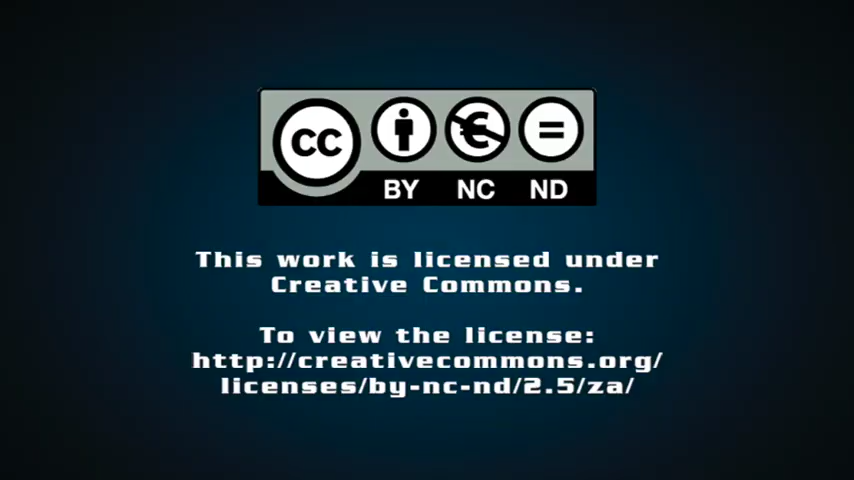 CC
BY NC ND
This work is licensed under
Creative Commons.
To view the license:
http://creativecommons.org/
licenses/by-nc-nd/2.5/za/